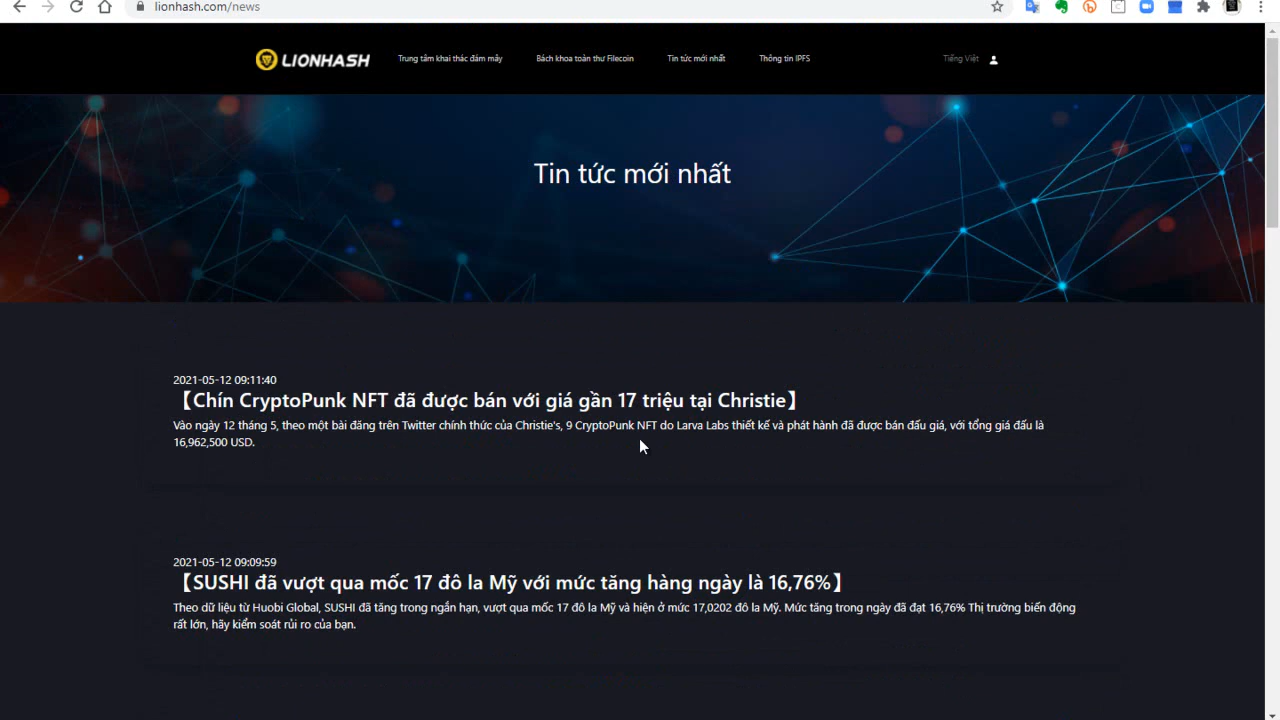 lionhash.com/news
LIONHASH Trung tâm khai thác đám mây Bách khoa toàn thư Filecoin Tin tức mới nhất Thông tin IPFS Tiếng Việt
Tin tức mới nhất
2021-05-12 09:11:40
【Chín CryptoPunk NFT đã được bán với giá gần 17 triệu tại Christie】
Vào ngày 12 tháng 5, theo một bài đăng trên Twitter chính thức của Christie's, 9 CryptoPunk NFT do Larva Labs thiết kế và phát hành đã được bán đấu giá, với tổng giá đấu là
16,962,500 USD.
2021-05-12 09:09:59
【SUSHI đã vượt qua mốc 17 đô la Mỹ với mức tăng hàng ngày là 16,76%】
Theo dữ liệu từ Huobi Global, SUSHI đã tăng trong ngắn hạn, vượt qua mốc 17 đô la Mỹ và hiện ở mức 17,0202 đô la Mỹ. Mức tăng trong ngày đã đạt 16,76% Thị trường biến động
rất lớn, hãy kiểm soát rủi ro của bạn.